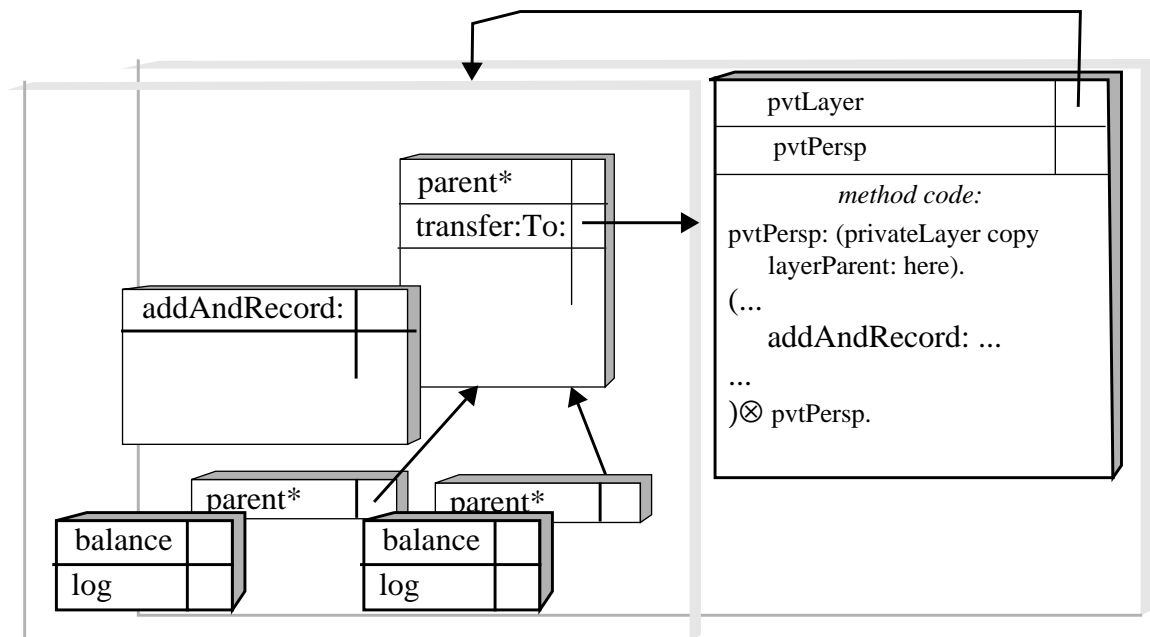 pvtLayer
pvtPersp
method code:
pvtPersp: (privateLayer copy
layerParent: here).
(...
addAndRecord: ...
...
)⊗ pvtPersp.
parent*
transfer:To:
addAndRecord:
parent*
parent*
balance
log
balance
log